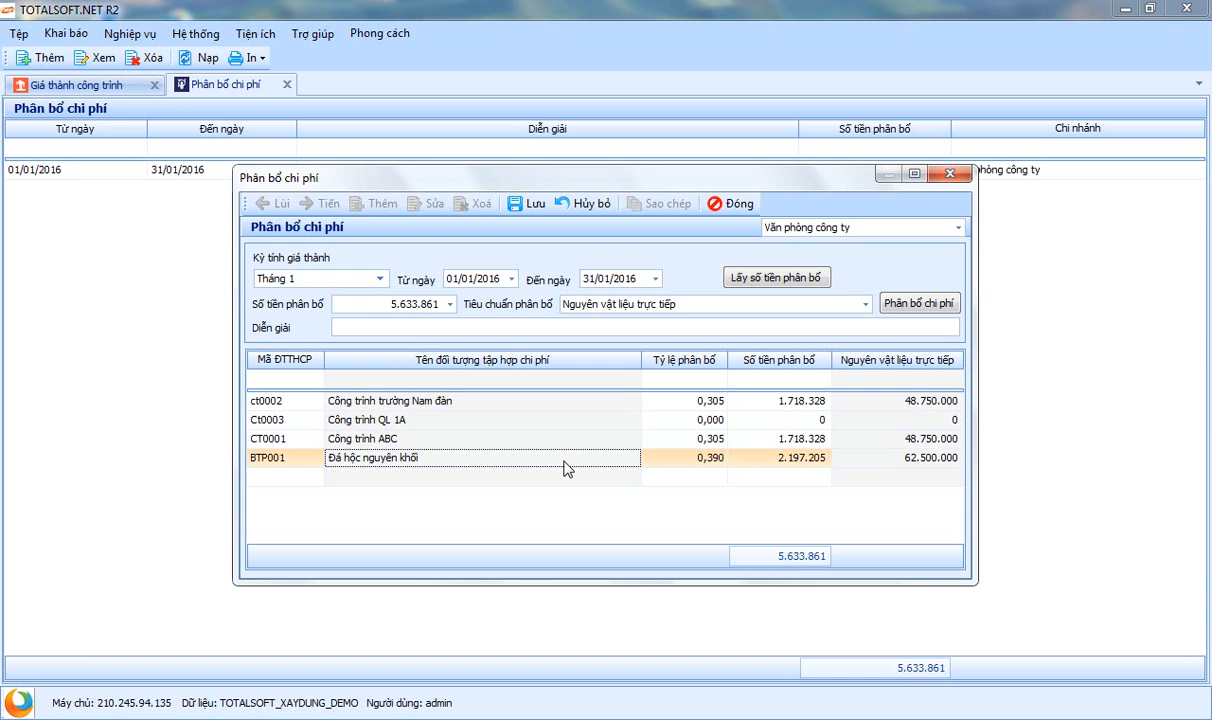 TOTALSOFT.NET R2
Tệp Khai báo Nghiệp vụ Hệ thống Tiện ích Trợ giúp Phong cách
Thêm Xem Xóa Nạp In
Giá thành công trình Phân bổ chi phí
Phân bổ chi phí
Từ ngày Đến ngày Diễn giải Số tiền phân bổ Chi nhánh
01/01/2016 31/01/2016 hòng công ty
Phân bổ chi phí
Lùi Tiến Thêm Sửa Xoá Lưu Hủy bỏ Sao chép Đóng
Phân bổ chi phí Văn phòng công ty
Kỳ tính giá thành
Tháng 1 Từ ngày 01/01/2016 Đến ngày 31/01/2016 Lấy số tiền phân bổ
Số tiền phân bổ 5.633.861 Tiêu chuẩn phân bổ Nguyên vật liệu trực tiếp Phân bổ chi phí
Diễn giải
Mã ĐTTHCP Tên đối tượng tập hợp chi phí Tỷ lệ phân bổ Số tiền phân bổ Nguyên vật liệu trực tiếp
ct0002 Công trình trường Nam đàn 0,305 1.718.328 48.750.000
Ct0003 Công trình QL 1A 0,000 0 0
CT0001 Công trình ABC 0,305 1.718.328 48.750.000
BTP001 Đá hộc nguyên khối 0,390 2.197.205 62.500.000
5.633.861
5.633.861
Máy chủ: 210.245.94.135 Dữ liệu: TOTALSOFT_XAYDUNG_DEMO Người dùng: admin